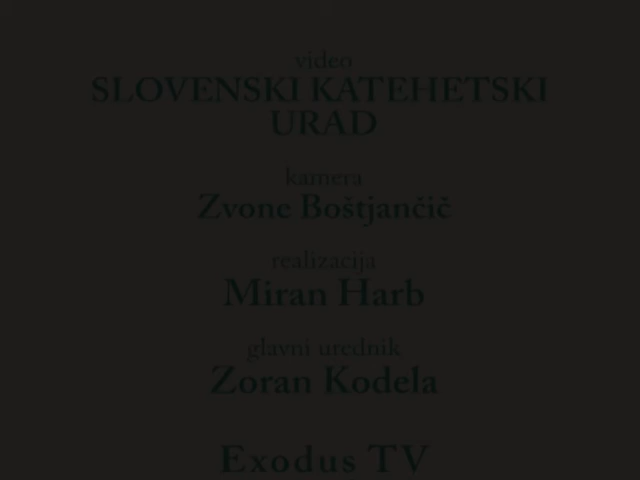 video
SLOVENSKI KATEHETSKI
URAD
kamera
Zvone Boštjančič
realizacija
Miran Harb
glavni urednik
Zoran Kodela
Exodus TV